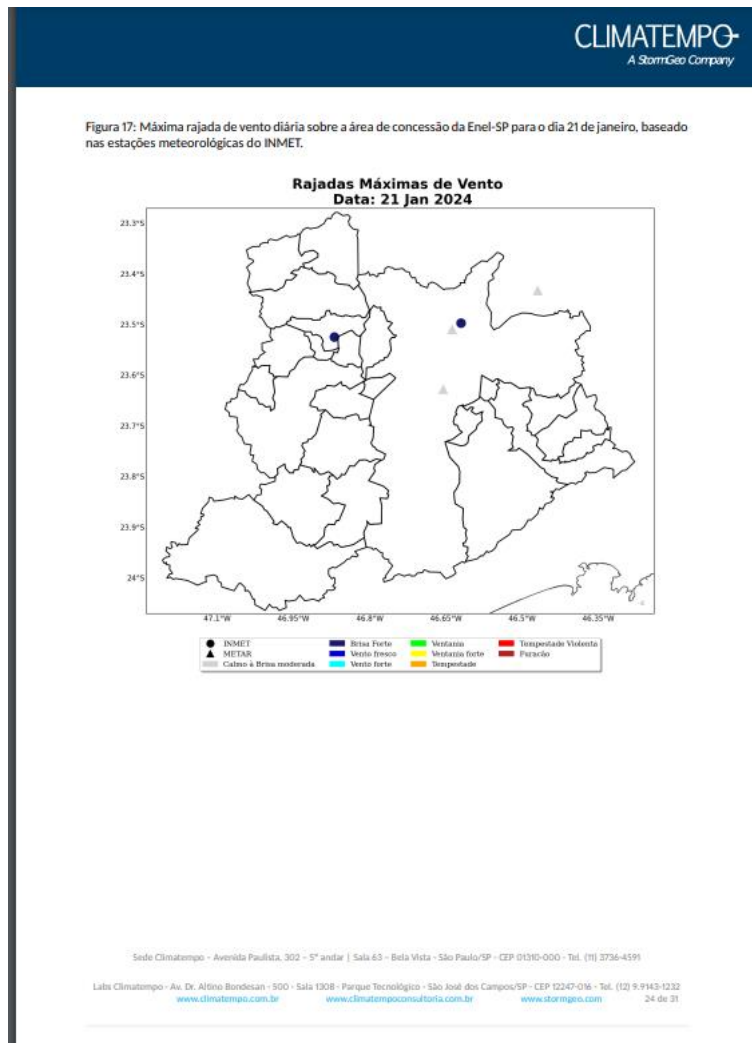 CLIMATEMPO
A StormGeo Company
Figura 17: Máxima rajada de vento diária sobre a área de concessão da Enel-SP para o dia 21 de janeiro, baseado
nas estações meteorológicas do INMET.
Rajadas Máximas de Vento
Data: 21 Jan 2024
23.3°S
23.4°S
23.5°S
23.6°S
23.7°S
23.8°S
23.9°S
24°S
47.1°W 46.95°W 46.8°W 46.65°W 46.5°W 46.35°W
INMET Brisa Forte Ventania Tempestade Violenta
METAR Vento fresco Ventania forte Furacão
Calmo à Brisa moderada Vento forte Tempestade
Sede Climatempo - Avenida Paulista, 302 - 5° andar | Sala 63 - Bela Vista - São Paulo/SP - CEP 01310-000 - Tel. (11) 3736-4591
Labs Climatempo - Av. Dr. Altino Bondesan - 500 - Sala 1308 - Parque Tecnológico - São José dos Campos/SP - CEP 12247-016 - Tel. (12) 9.9143-1232
www.climatempo.com.br www.climatempoconsultoria.com.br www.stormgeo.com 24 de 31